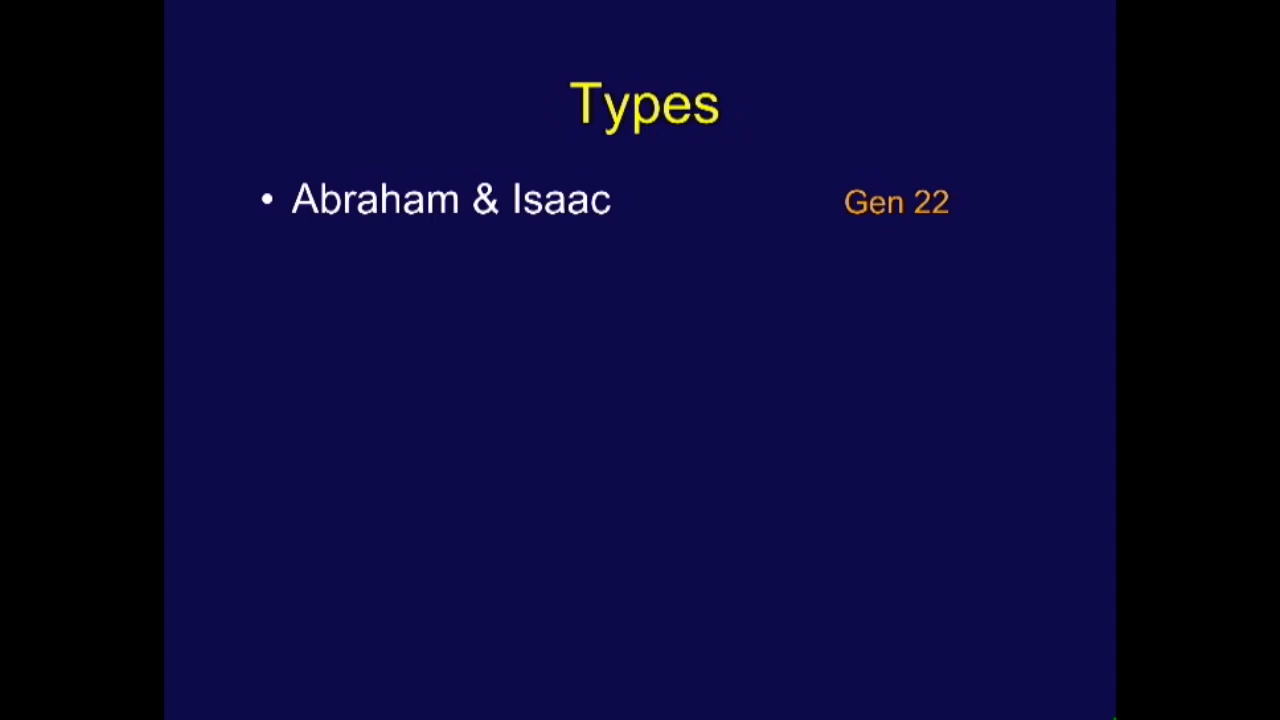 Types
• Abraham & Isaac Gen 22